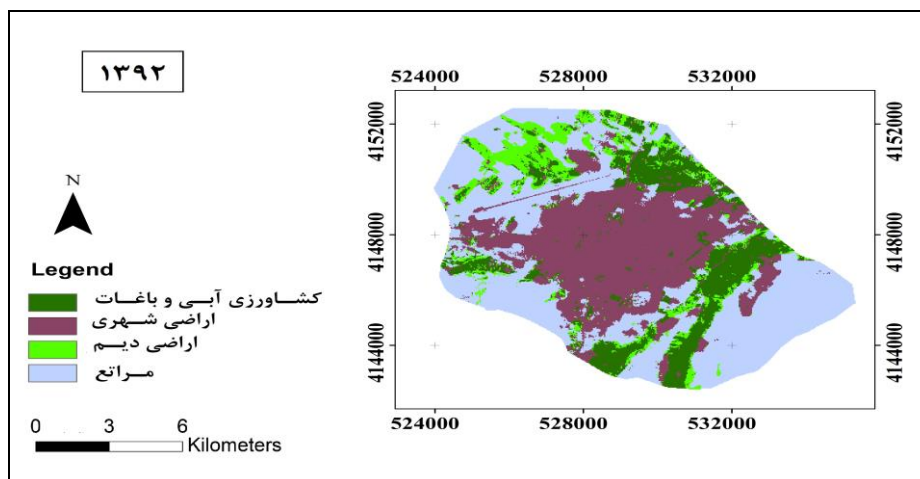 ۱۳۹۲
N
Legend
کشاورزی آبی و باغات
اراضی شهری
اراضی دیم
مراتع
0 3 6
Kilometers
524000 528000 532000
4152000 4152000
4148000 4148000
4144000 4144000
524000 528000 532000